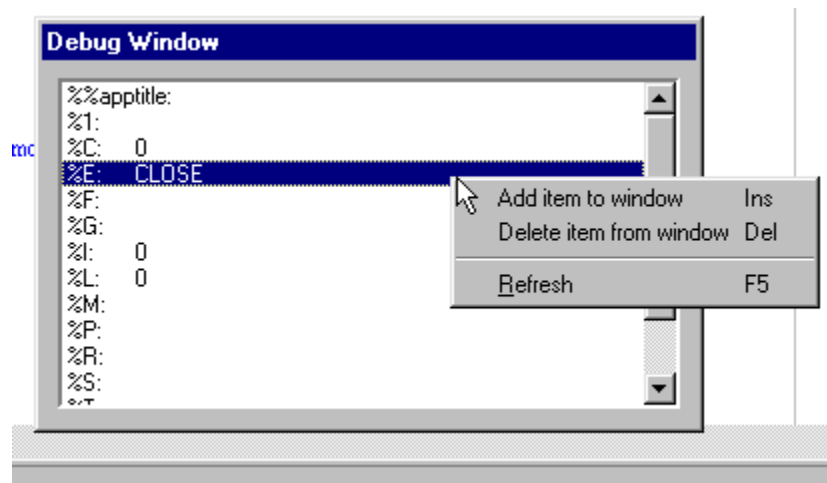 Debug Window
%%apptitle:
%1:
mc
%C: 0
%E: CLOSE
%F:
%G:
%I: 0
%L: 0
%M:
%P:
%R:
%S:
Add item to window Ins
Delete item from window Del
Refresh F5